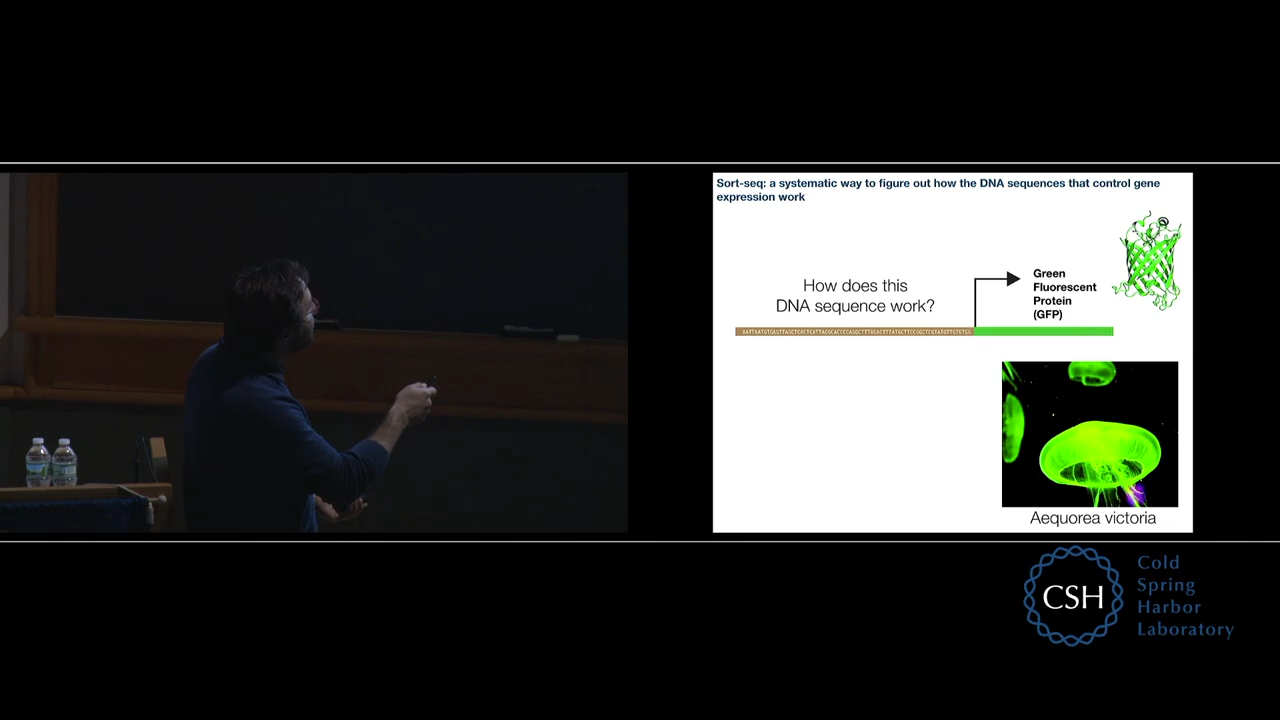 Sort-seq: a systematic way to figure out how the DNA sequences that control gene
expression work
How does this
DNA sequence work?
Green
Fluorescent
Protein
(GFP)
Aequorea victoria
CSH
Cold
Spring
Harbor
Laboratory